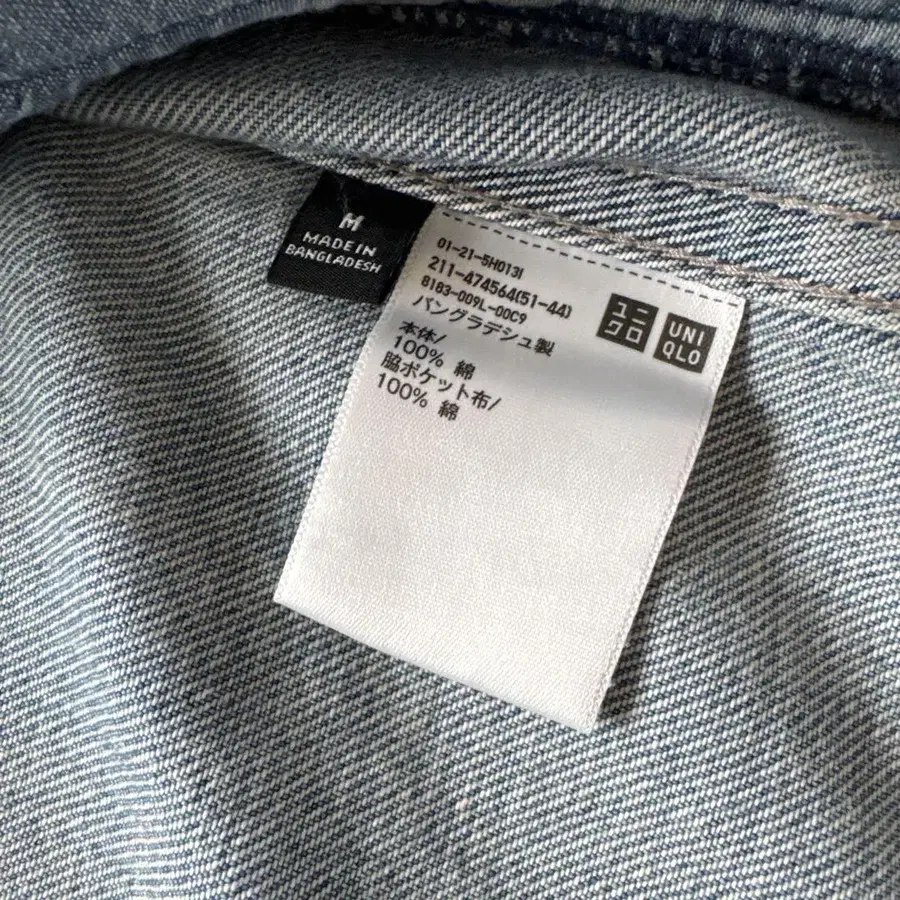 M
MADE IN
BANGLADESH
01-21-5H013I
211-474564(51-44)
8183-009L-00C9
バングラデシュ製
本体/
100% 綿
脇ポケット布/
100% 綿
ユニ
クロ
UNI
QLO